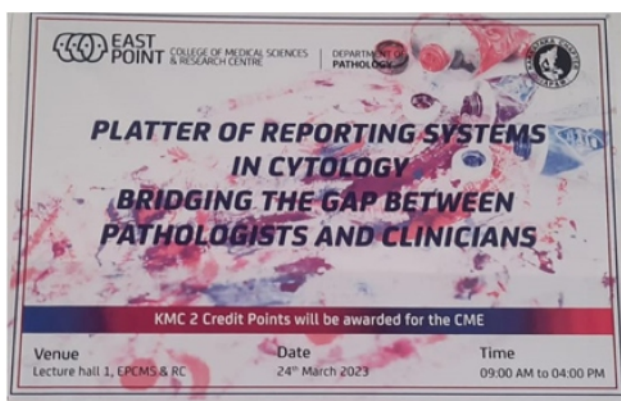 EAST
POINT
COLLEGE OF MEDICAL SCIENCES
& RESEARCH CENTRE
DEPARTMENT OF
PATHOLOGY
KARNATAKA CHAPTER
PLATTER OF REPORTING SYSTEMS
IN CYTOLOGY
BRIDGING THE GAP BETWEEN
PATHOLOGISTS AND CLINICIANS
KMC 2 Credit Points will be awarded for the CME
Venue
Lecture hall 1, EPCMS & RC
Date
24th March 2023
Time
09:00 AM to 04:00 PM